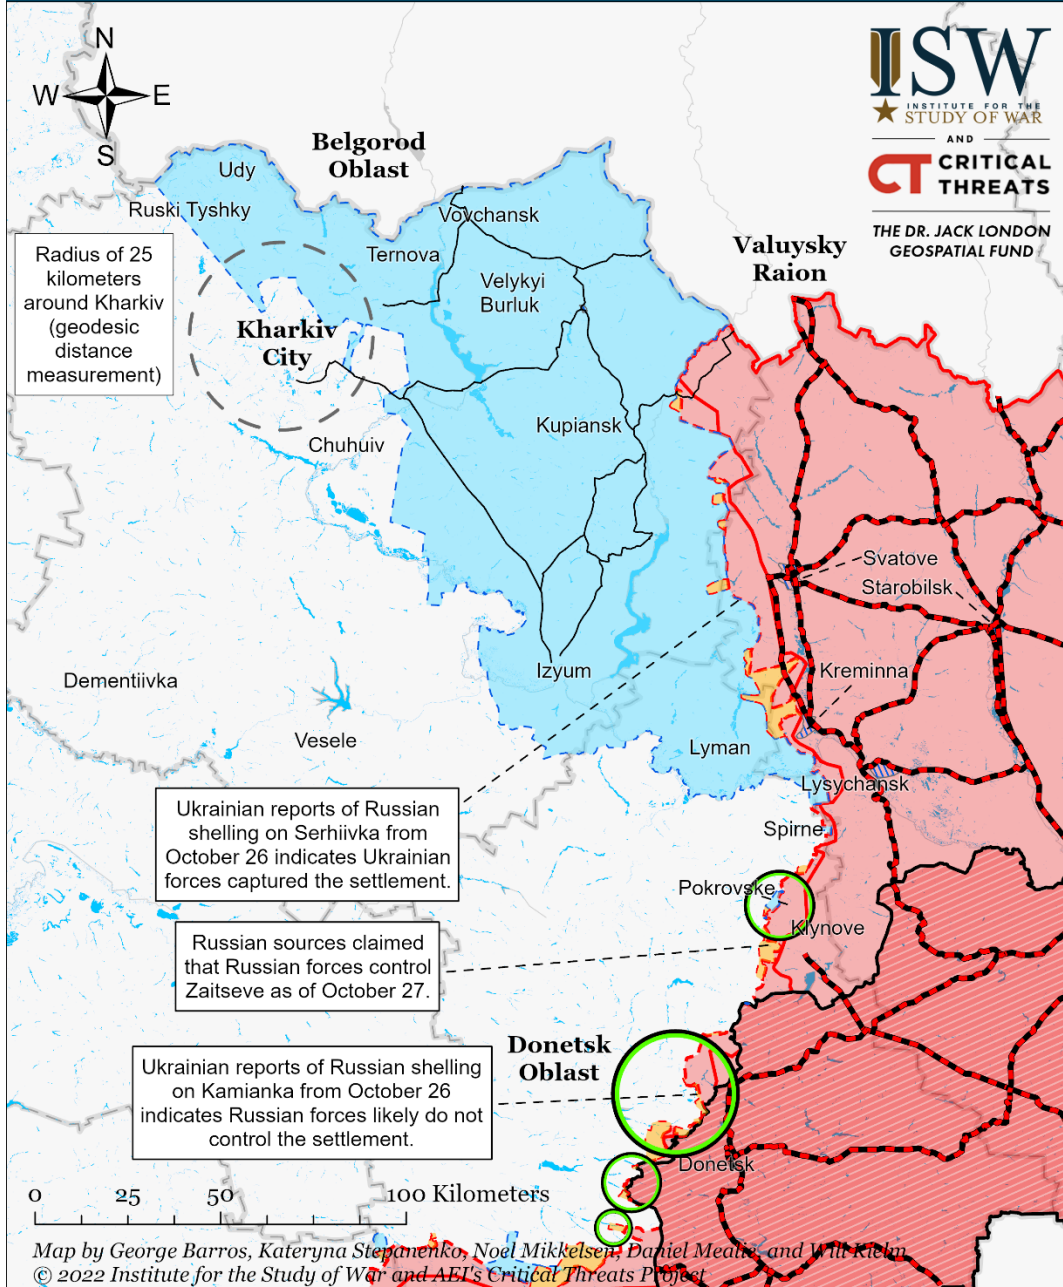 N
W
E
S
ISW
INSTITUTE FOR THE
STUDY OF WAR
AND
CT CRITICAL
THREATS
THE DR. JACK LONDON
GEOSPATIAL FUND
Belgorod
Oblast
Udy
Ruski Tyshky
Vovchansk
Ternova
Valuysky
Raion
Radius of 25
kilometers
around Kharkiv
(geodesic
distance
measurement)
Velykyi
Burluk
Kharkiv
City
Kupiansk
Chuhuiv
Svatove
Starobilsk
Izyum
Kreminna
Dementiivka
Vesele
Lyman
Lysychansk
Ukrainian reports of Russian
shelling on Serhiivka from
October 26 indicates Ukrainian
forces captured the settlement.
Spirne
Pokrovske
Klynove
Russian sources claimed
that Russian forces control
Zaitseve as of October 27.
Donetsk
Oblast
Ukrainian reports of Russian shelling
on Kamianka from October 26
indicates Russian forces likely do not
control the settlement.
Donetsk
0 25 50 100 Kilometers
Map by George Barros, Kateryna Stepanenko, Noel Mikkelsen, Daniel Mealie, and Will Kielm
© 2022 Institute for the Study of War and AEI's Critical Threats Project